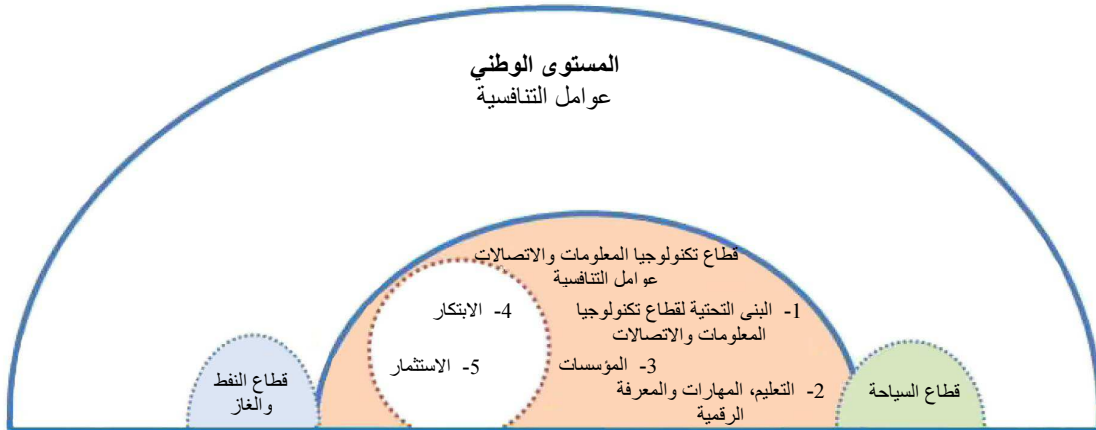 المستوى الوطني
عوامل التنافسية
قطاع تكنولوجيا المعلومات والاتصالات
عوامل التنافسية
1- البنى التحتية لقطاع تكنولوجيا
المعلومات والاتصالات
3- المؤسسات
2- التعليم، المهارات والمعرفة
الرقمية
4- الابتكار
5- الاستثمار
قطاع السياحة
قطاع النفط
والغاز